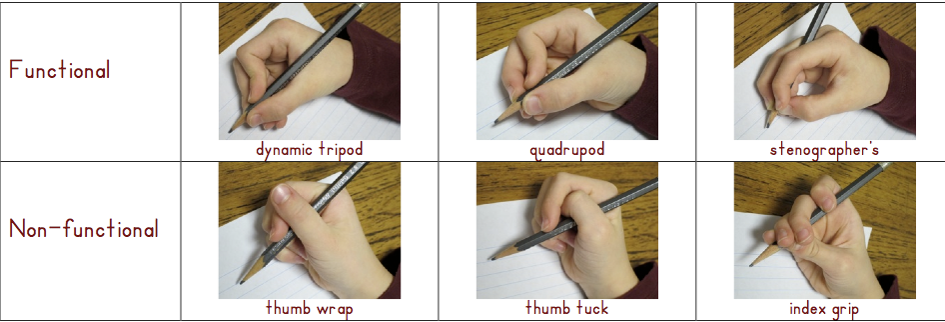 Functional
dynamic tripod
quadrupod
stenographer's
Non-functional
thumb wrap
thumb tuck
index grip